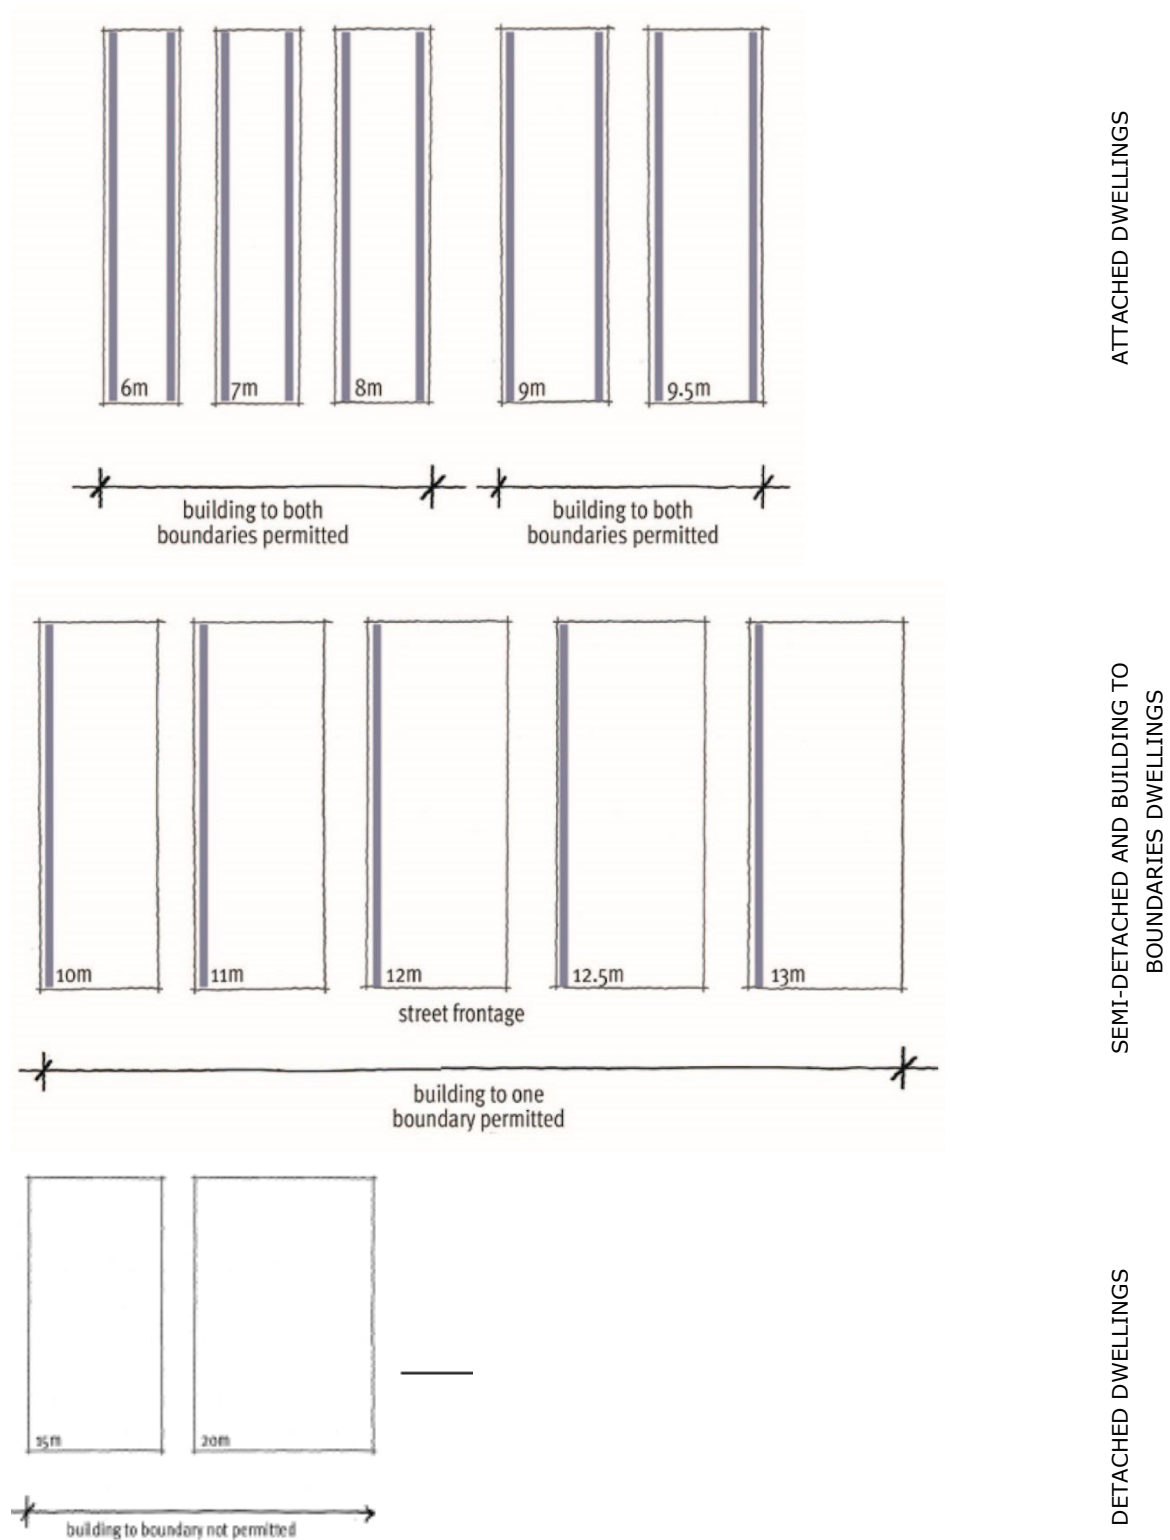 6m
7m
8m
9m
9.5m
building to both
boundaries permitted
building to both
boundaries permitted
ATTACHED DWELLINGS
10m
11m
12m
12.5m
13m
street frontage
building to one
boundary permitted
SEMI-DETACHED AND BUILDING TO
BOUNDARIES DWELLINGS
15m
20m
building to boundary not permitted
DETACHED DWELLINGS